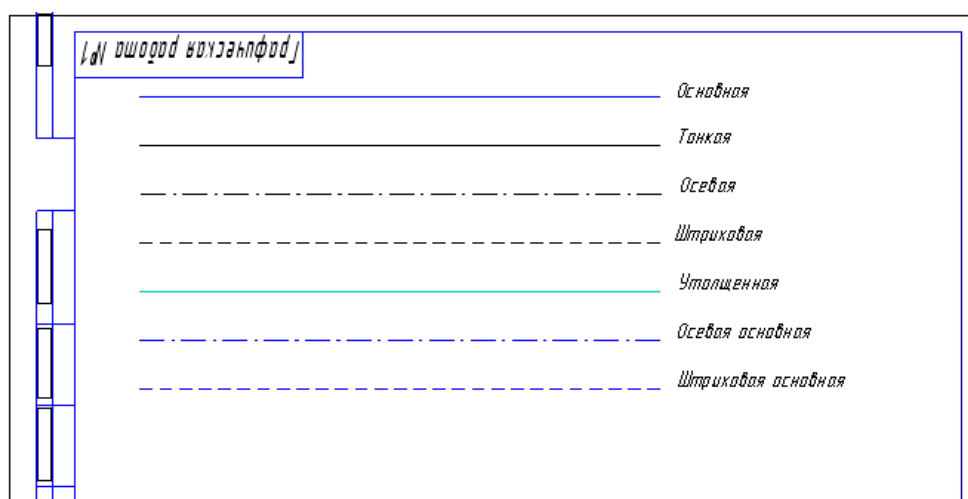 Графическая работа №1
Основная
Тонкая
Осевая
Штриховая
Утолщенная
Осевая основная
Штриховая основная